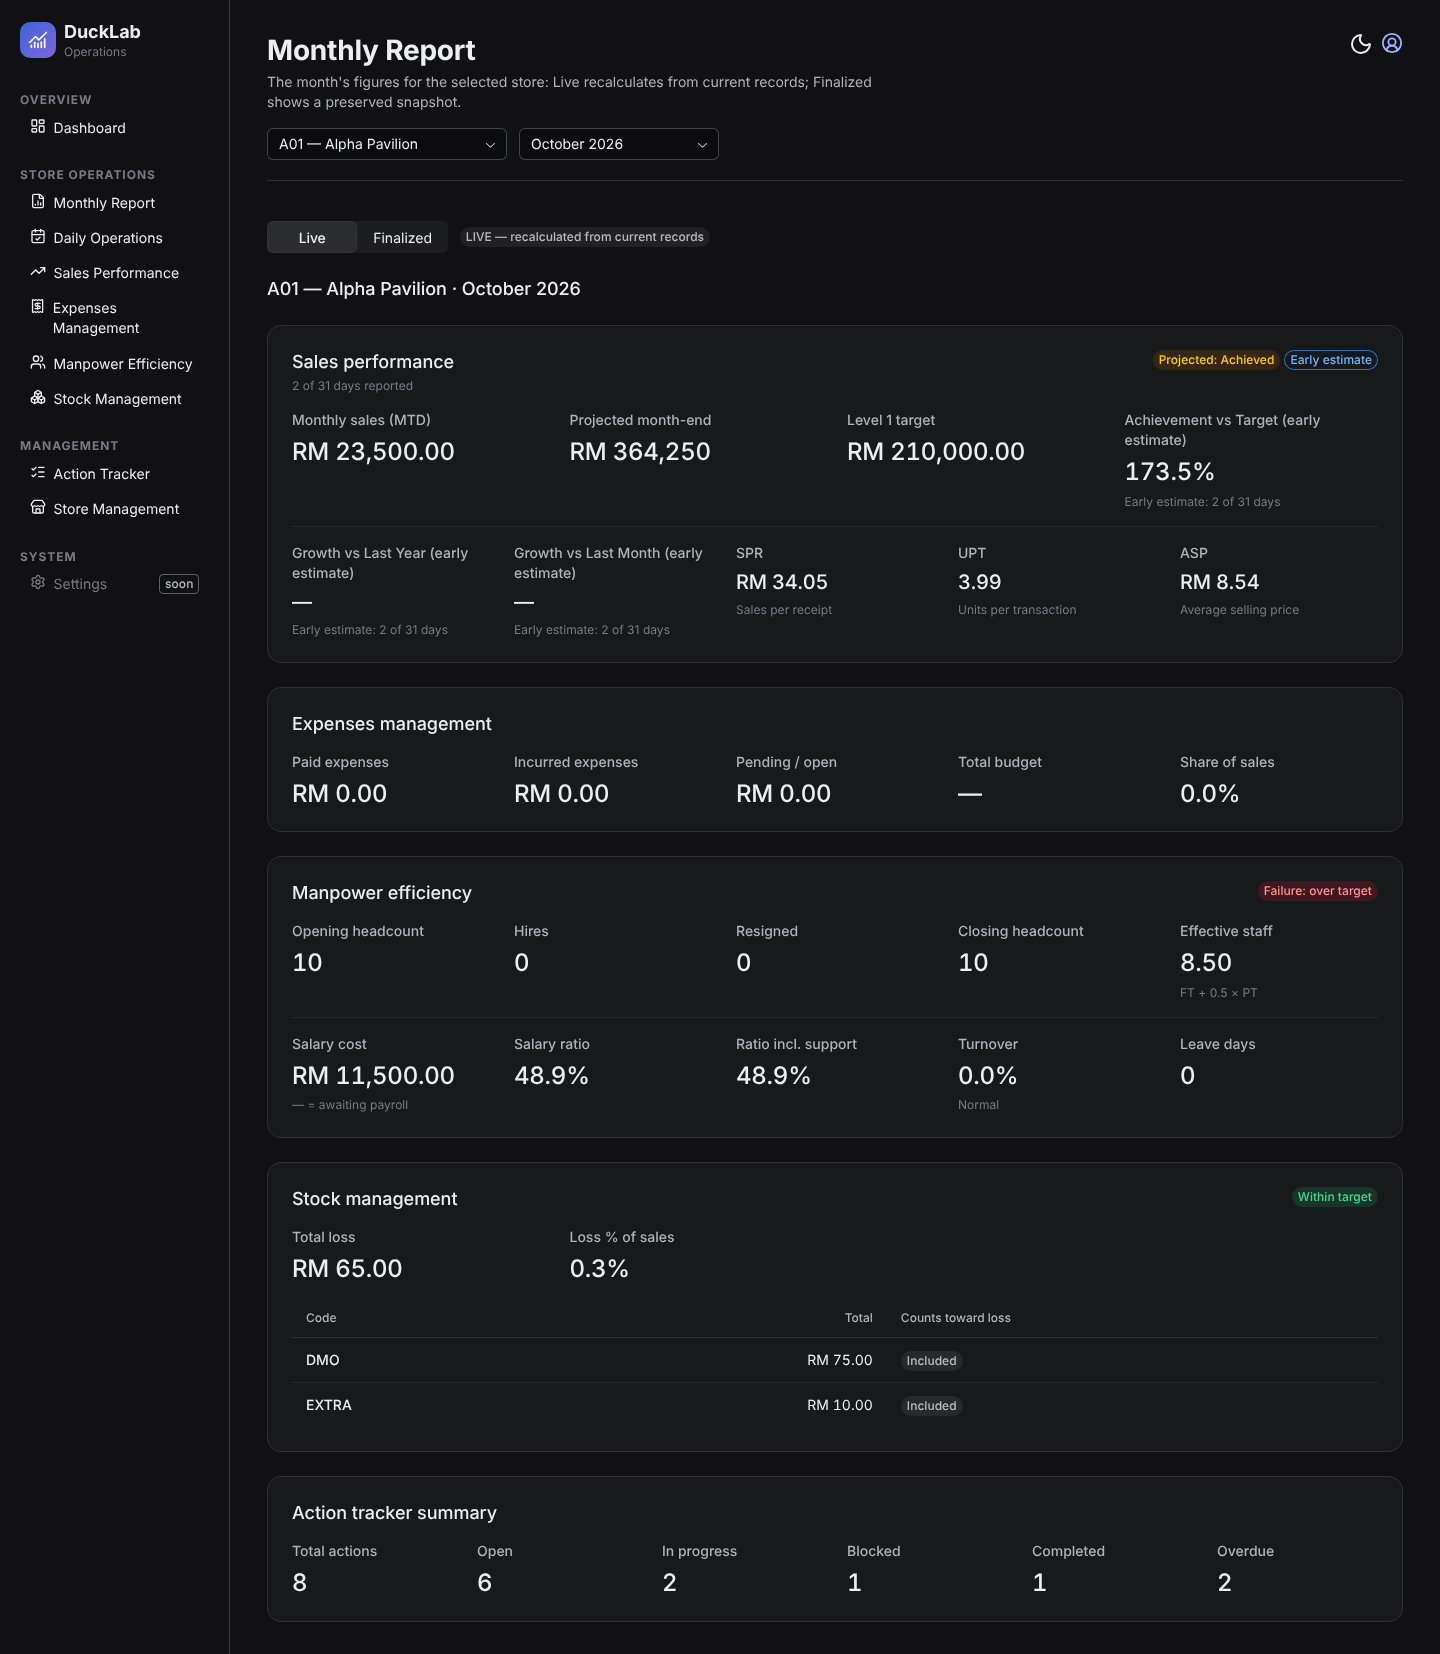 DuckLab
Operations
OVERVIEW
Dashboard
STORE OPERATIONS
Monthly Report
Daily Operations
Sales Performance
Expenses
Management
Manpower Efficiency
Stock Management
MANAGEMENT
Action Tracker
Store Management
SYSTEM
Settings soon
Monthly Report
The month's figures for the selected store: Live recalculates from current records; Finalized
shows a preserved snapshot.
A01 — Alpha Pavilion October 2026
Live Finalized LIVE — recalculated from current records
A01 — Alpha Pavilion · October 2026
Sales performance Projected: Achieved Early estimate
2 of 31 days reported
Monthly sales (MTD)
RM 23,500.00
Projected month-end
RM 364,250
Level 1 target
RM 210,000.00
Achievement vs Target (early
estimate)
173.5%
Early estimate: 2 of 31 days
Growth vs Last Year (early
estimate)
—
Early estimate: 2 of 31 days
Growth vs Last Month (early
estimate)
—
Early estimate: 2 of 31 days
SPR
RM 34.05
Sales per receipt
UPT
3.99
Units per transaction
ASP
RM 8.54
Average selling price
Expenses management
Paid expenses
RM 0.00
Incurred expenses
RM 0.00
Pending / open
RM 0.00
Total budget
—
Share of sales
0.0%
Manpower efficiency Failure: over target
Opening headcount
10
Hires
0
Resigned
0
Closing headcount
10
Effective staff
8.50
FT + 0.5 × PT
Salary cost
RM 11,500.00
— = awaiting payroll
Salary ratio
48.9%
Ratio incl. support
48.9%
Turnover
0.0%
Normal
Leave days
0
Stock management Within target
Total loss
RM 65.00
Loss % of sales
0.3%
Code Total Counts toward loss
DMO RM 75.00 Included
EXTRA RM 10.00 Included
Action tracker summary
Total actions
8
Open
6
In progress
2
Blocked
1
Completed
1
Overdue
2